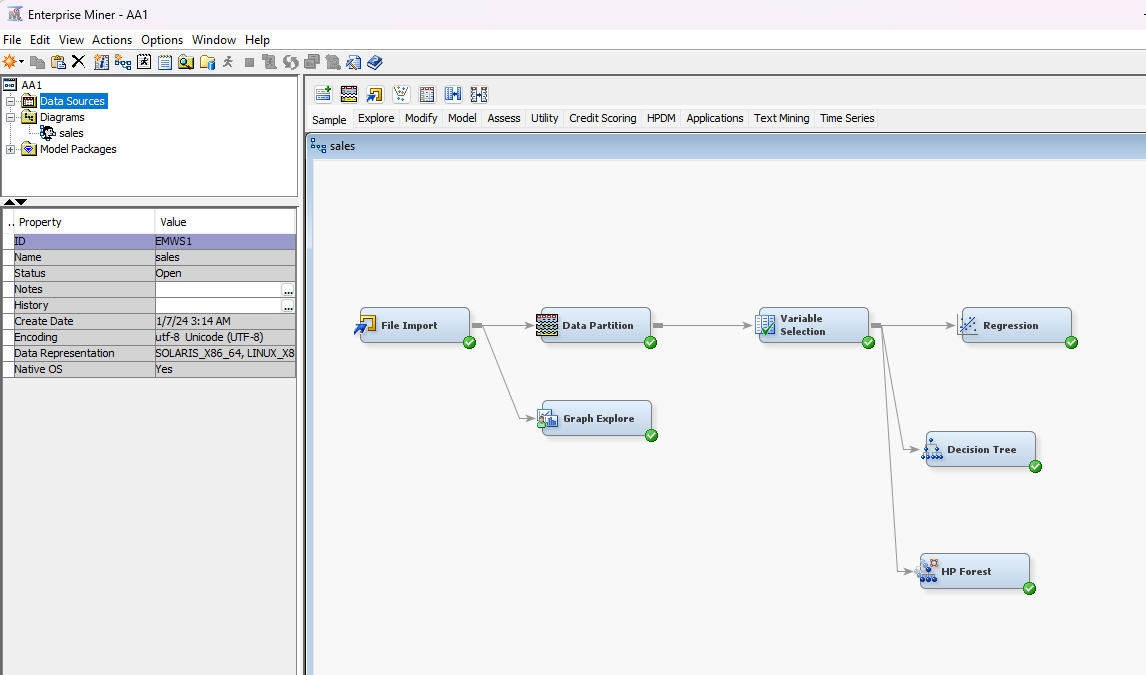 Enterprise Miner - AA1
File Edit View Actions Options Window Help
AA1
Data Sources
Diagrams
sales
Model Packages
Sample Explore Modify Model Assess Utility Credit Scoring HPDM Applications Text Mining Time Series
sales
.. Property Value
ID EMWS1
Name sales
Status Open
Notes ...
History ...
Create Date 1/7/24 3:14 AM
Encoding utf-8 Unicode (UTF-8)
Data Representation SOLARIS_X86_64, LINUX_X8
Native OS Yes
File Import
Data Partition
Variable
Selection
Regression
Graph Explore
Decision Tree
HP Forest